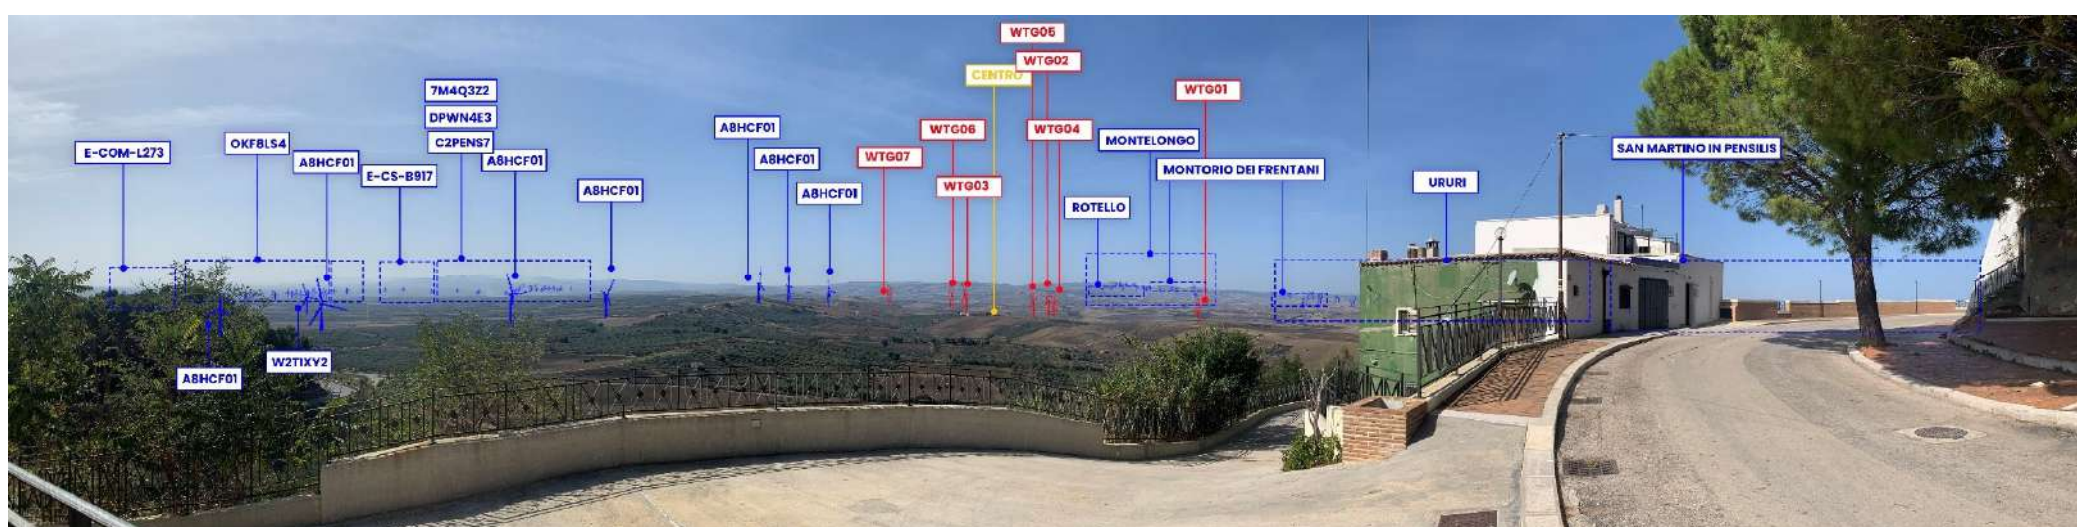 WTG05
WTG02
CENTRO
7M4Q3Z2
WTG01
DPWN4E3
A8HCF01
WTG06
WTG04
OKF8LS4
C2PENS7
MONTELONGO
E-COM-L273
SAN MARTINO IN PENSILIS
A8HCF01
A8HCF01
A8HCF01
WTG07
MONTORIO DEI FRENTANI
E-CS-B917
URURI
WTG03
A8HCF01
A8HCF01
ROTELLO
W2TIXY2
A8HCF01